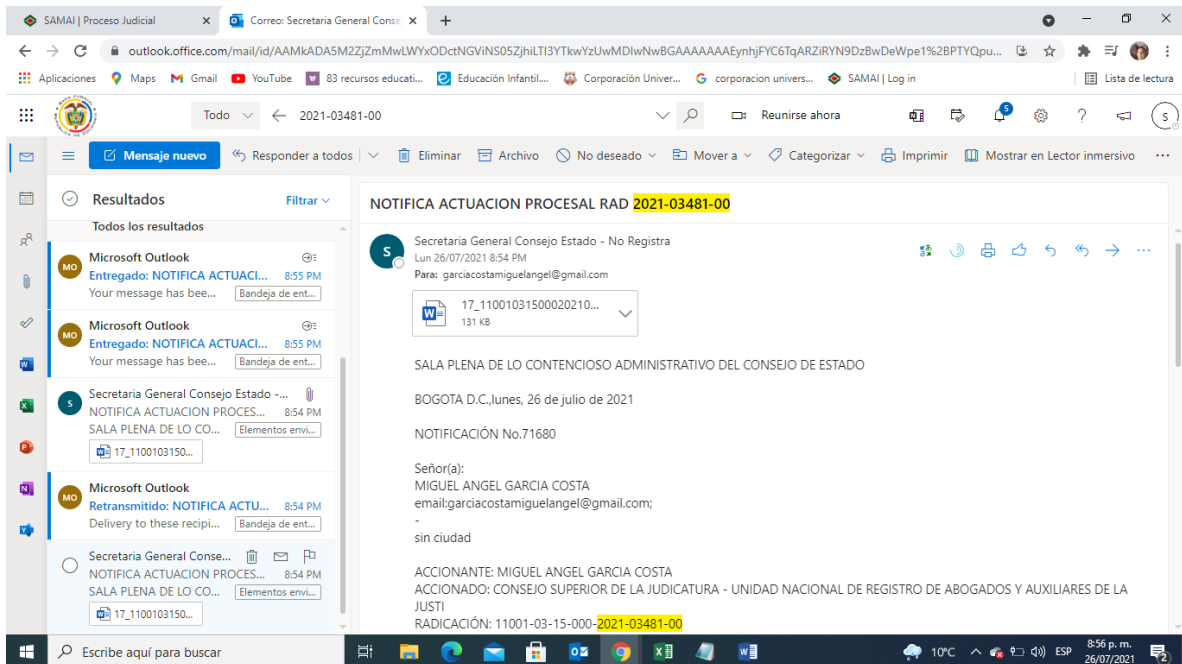 SAMAI | Proceso Judicial
Correo: Secretaria General Conse
outlook.office.com/mail/id/AAMkADA5M2ZjZmMwLWYxODctNGViNS05ZjhiLTI3YTkwYzUwMDIwNwBGAAAAAAAEynhjFYC6TqARZiRYN9DzBwDeWpe1%2BPTYQpu...
Aplicaciones Maps Gmail YouTube 83 recursos educati... Educación Infantil.... Corporación Univer... corporacion univers... SAMAI | Log in Lista de lectura
Todo 2021-03481-00 Reunirse ahora 5 S
Mensaje nuevo Responder a todos Eliminar Archivo No deseado Mover a Categorizar Imprimir Mostrar en Lector inmersivo ...
Resultados Filtrar
Todos los resultados
MO
Microsoft Outlook
Entregado: NOTIFICA ACTUACI... 8:55 PM
Your message has bee... Bandeja de ent...
MO
Microsoft Outlook
Entregado: NOTIFICA ACTUACI... 8:55 PM
Your message has bee... Bandeja de ent...
S
Secretaria General Consejo Estado -...
NOTIFICA ACTUACION PROCES... 8:54 PM
SALA PLENA DE LO CO... Elementos envi...
17_1100103150...
MO
Microsoft Outlook
Retransmitido: NOTIFICA ACTU... 8:54 PM
Delivery to these recipi... Bandeja de ent...
Secretaria General Conse...
NOTIFICA ACTUACION PROCES... 8:54 PM
SALA PLENA DE LO CO... Elementos envi...
17_1100103150...
NOTIFICA ACTUACION PROCESAL RAD 2021-03481-00
S
Secretaria General Consejo Estado - No Registra
Lun 26/07/2021 8:54 PM
Para: garciacostamiguelangel@gmail.com
17_11001031500020210...
131 KB
SALA PLENA DE LO CONTENCIOSO ADMINISTRATIVO DEL CONSEJO DE ESTADO
BOGOTA D.C.,lunes, 26 de julio de 2021
NOTIFICACIÓN No.71680
Señor(a):
MIGUEL ANGEL GARCIA COSTA
email:garciacostamiguelangel@gmail.com;
-
sin ciudad
ACCIONANTE: MIGUEL ANGEL GARCIA COSTA
ACCIONADO: CONSEJO SUPERIOR DE LA JUDICATURA - UNIDAD NACIONAL DE REGISTRO DE ABOGADOS Y AUXILIARES DE LA
JUSTI
RADICACIÓN: 11001-03-15-000-2021-03481-00
Escribe aquí para buscar
10°C ESP
8:56 p. m.
26/07/2021
2